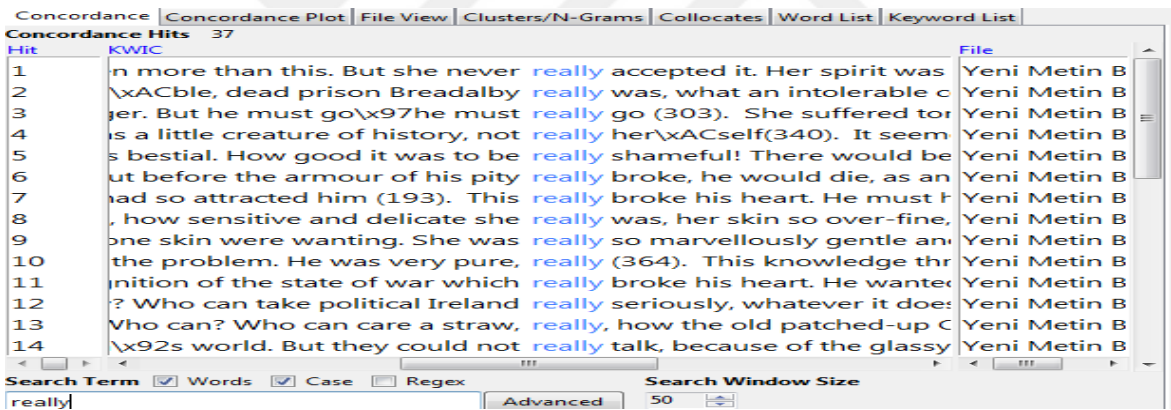 Concordance Concordance Plot File View Clusters/N-Grams Collocates Word List Keyword List
Concordance Hits 37
Hit KWIC File
1 n more than this. But she never really accepted it. Her spirit was Yeni Metin B
2 \xACble, dead prison Breadalby really was, what an intolerable c Yeni Metin B
3 ger. But he must go\x97he must really go (303). She suffered tor Yeni Metin B
4 s a little creature of history, not really her\xACself(340). It seem Yeni Metin B
5 s bestial. How good it was to be really shameful! There would be Yeni Metin B
6 ut before the armour of his pity really broke, he would die, as an Yeni Metin B
7 had so attracted him (193). This really broke his heart. He must h Yeni Metin B
8 , how sensitive and delicate she really was, her skin so over-fine, Yeni Metin B
9 one skin were wanting. She was really so marvellously gentle an Yeni Metin B
10 the problem. He was very pure, really (364). This knowledge thr Yeni Metin B
11 gnition of the state of war which really broke his heart. He wante Yeni Metin B
12 ? Who can take political Ireland really seriously, whatever it does Yeni Metin B
13 Who can? Who can care a straw, really, how the old patched-up C Yeni Metin B
14 \x92s world. But they could not really talk, because of the glassy Yeni Metin B
Search Term Words Case Regex Search Window Size
really Advanced 50